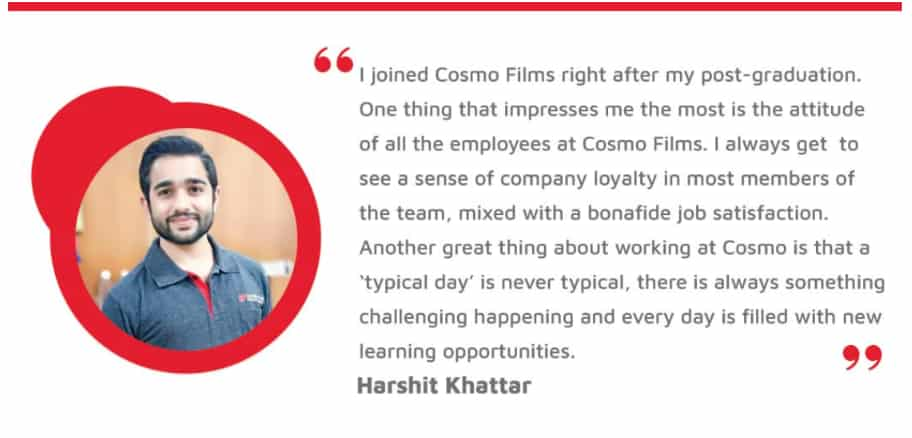 I joined Cosmo Films right after my post-graduation.
One thing that impresses me the most is the attitude
of all the employees at Cosmo Films. I always get  to
see a sense of company loyalty in most members of
the team, mixed with a bonafide job satisfaction.
Another great thing about working at Cosmo is that a
‘typical day’ is never typical, there is always something
challenging happening and every day is filled with new
learning opportunities.
Harshit Khattar